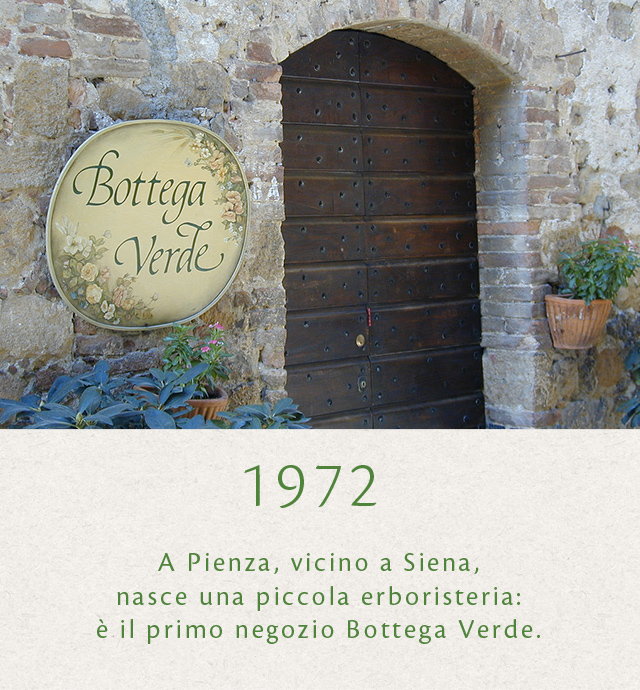 Bottega
Verde
1972
A Pienza, vicino a Siena,
nasce una piccola erboristeria:
è il primo negozio Bottega Verde.